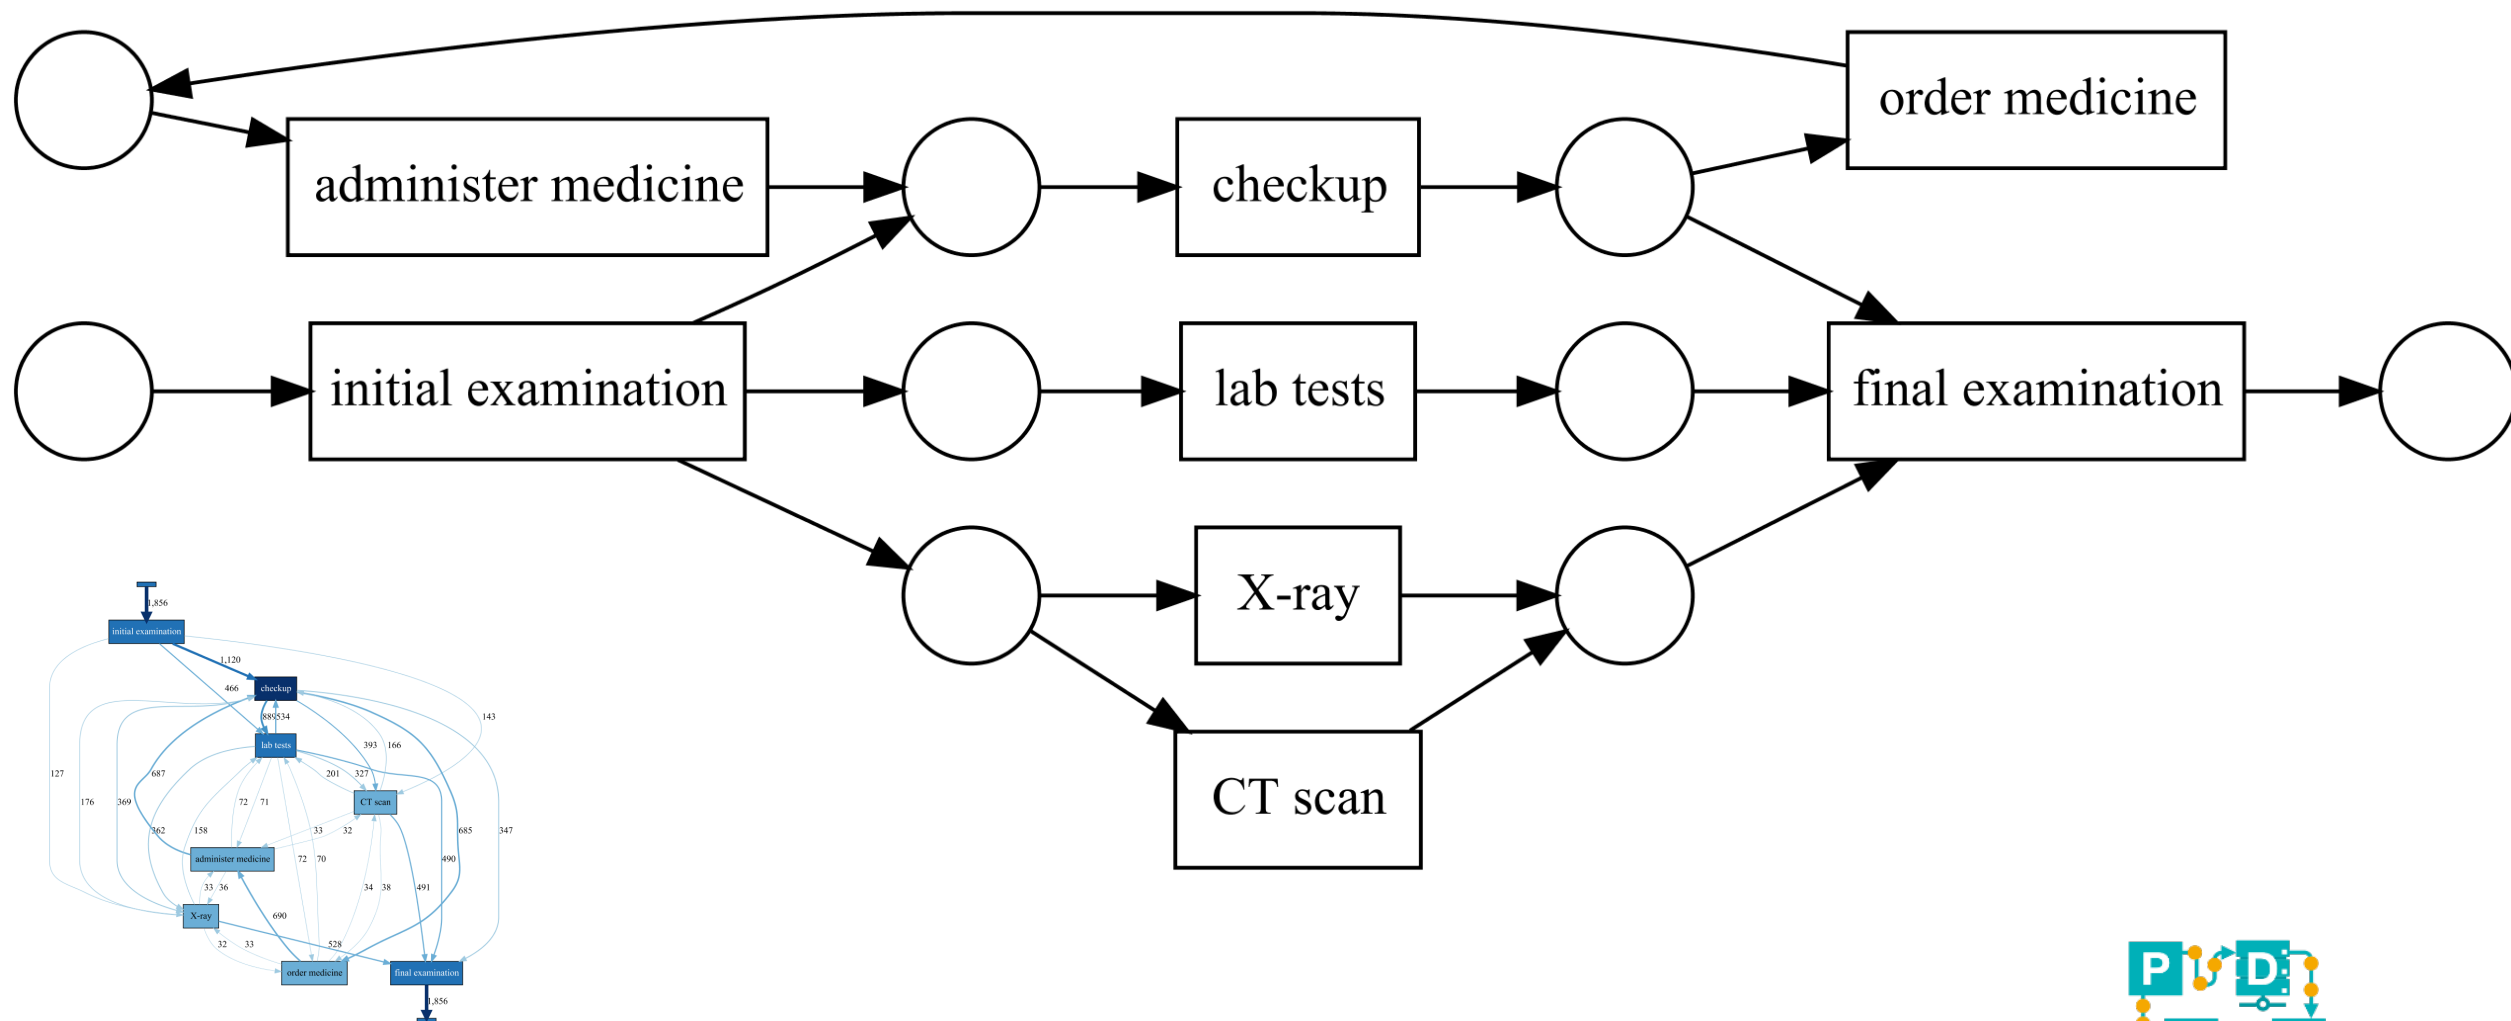 order medicine
administer medicine
checkup
initial examination
lab tests
final examination
X-ray
CT scan
1,856
initial examination
1,120
checkup
466
889
534
143
lab tests
393
166
127
687
201
327
CT scan
176
369
72
71
362
158
33
32
685
347
administer medicine
72
70
490
33
36
34
38
491
X-ray
690
32
33
528
order medicine
final examination
1,856
P
D